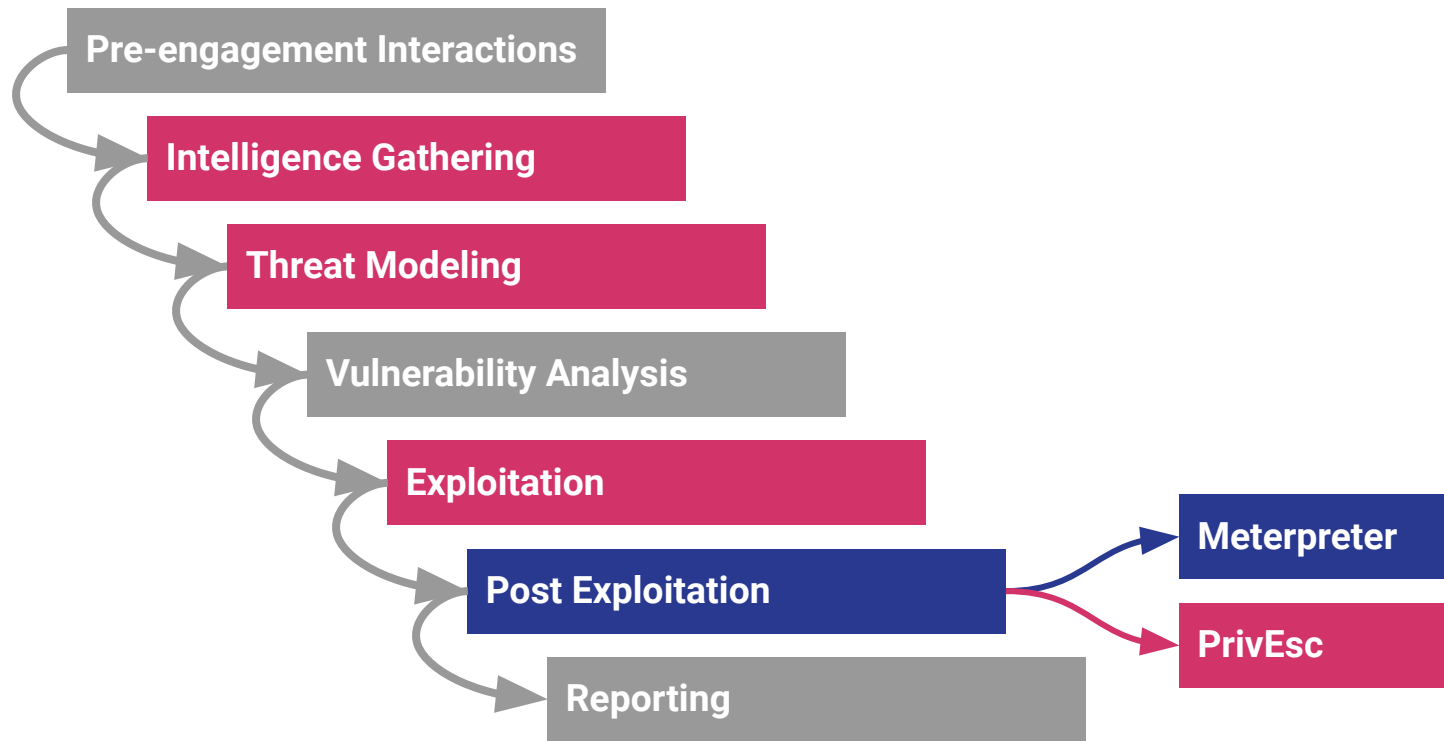 Pre-engagement Interactions
Intelligence Gathering
Threat Modeling
Vulnerability Analysis
Exploitation
Post Exploitation
Meterpreter
PrivEsc
Reporting